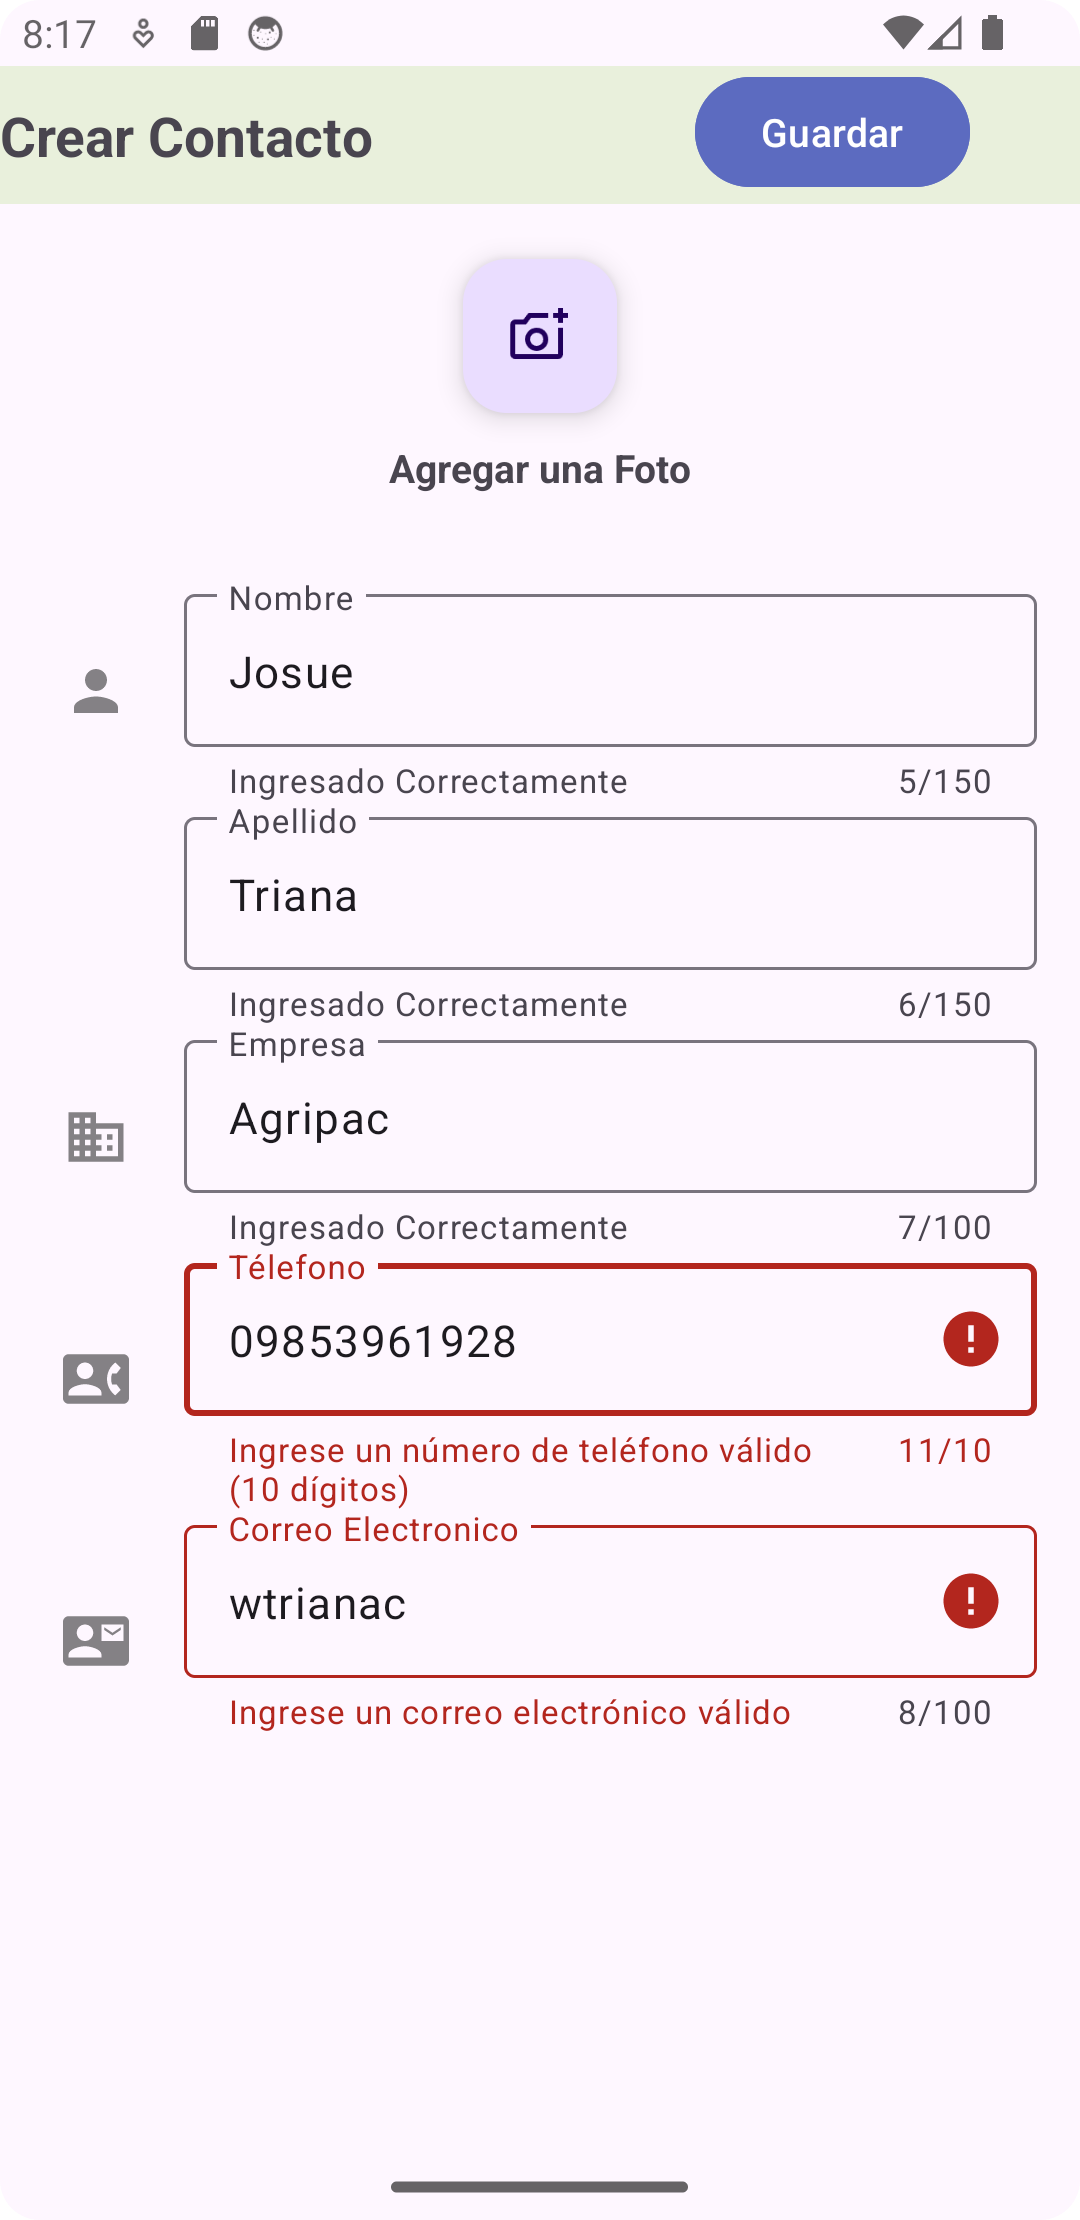 8:17
Crear Contacto
Guardar
Agregar una Foto
Nombre
Josue
Ingresado Correctamente 5/150
Apellido
Triana
Ingresado Correctamente 6/150
Empresa
Agripac
Ingresado Correctamente 7/100
Télefono
09853961928
Ingrese un número de teléfono válido 11/10
(10 dígitos)
Correo Electronico
wtrianac
Ingrese un correo electrónico válido 8/100